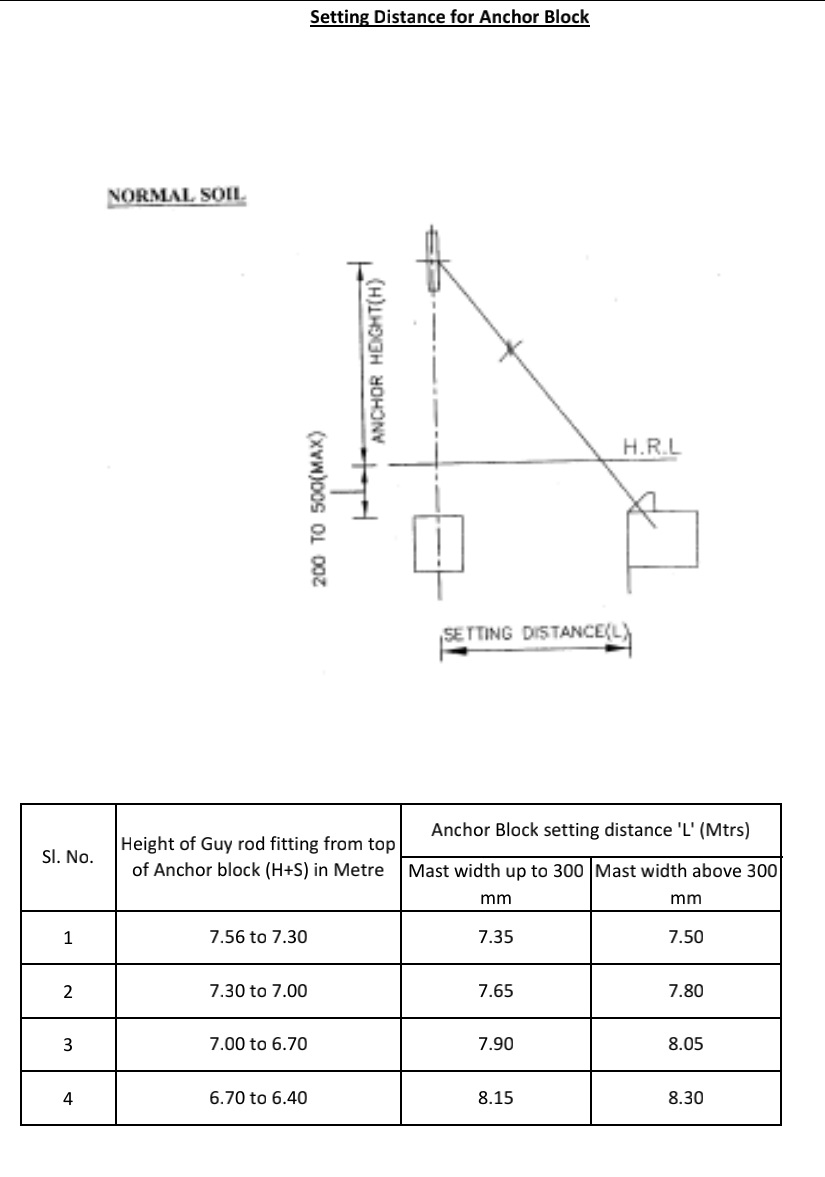 Setting Distance for Anchor Block
NORMAL SOIL
ANCHOR HEIGHT(H)
H.R.L
200 TO 500(MAX)
SETTING DISTANCE(L)
Sl. No.
Height of Guy rod fitting from top
of Anchor block (H+S) in Metre
Anchor Block setting distance 'L' (Mtrs)
Mast width up to 300
mm
Mast width above 300
mm
1 7.56 to 7.30 7.35 7.50
2 7.30 to 7.00 7.65 7.80
3 7.00 to 6.70 7.90 8.05
4 6.70 to 6.40 8.15 8.30